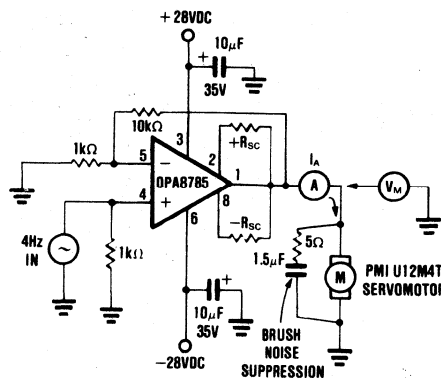 +28VDC
10µF
35V
10kΩ
1kΩ
3
2
+RSC
5
OPA8785
1
IA
A
VM
4
8
6
-RSC
4Hz
IN
1kΩ
5Ω
1.5µF
M
PMI U12M4T
SERVOMOTOR
10µF
35V
BRUSH
NOISE
SUPPRESSION
-28VDC